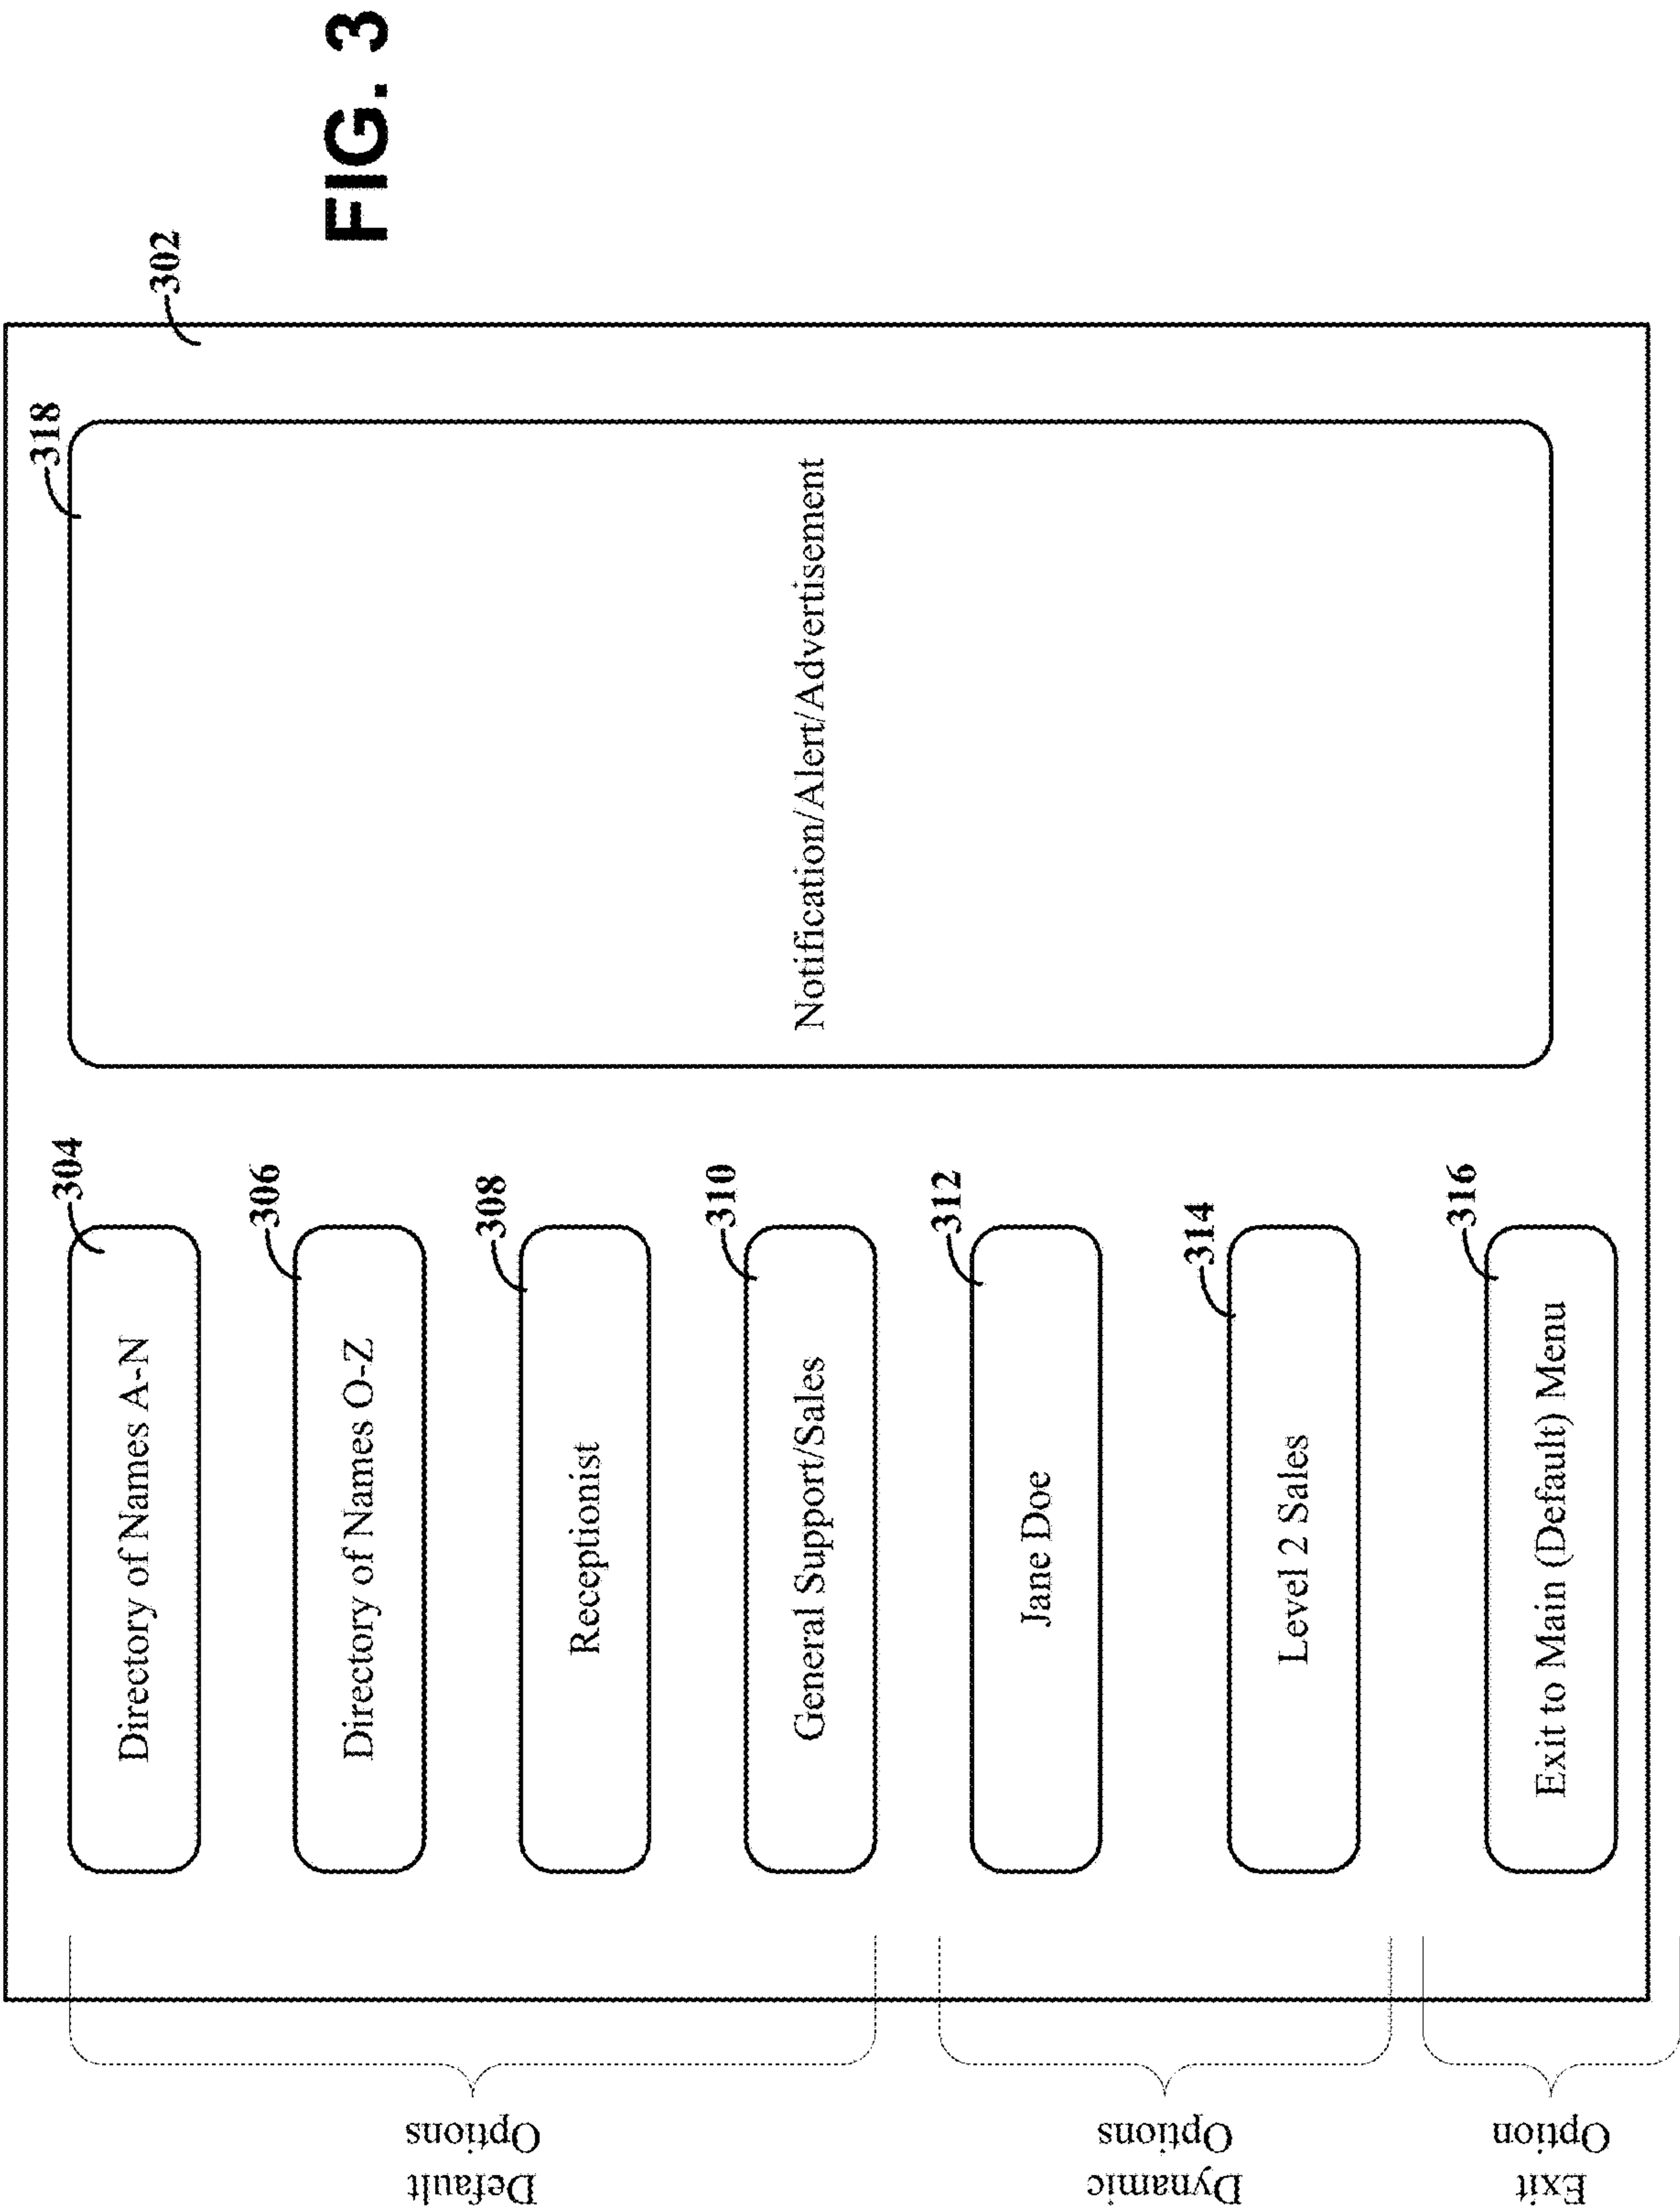 302
318
304
Directory of Names A-N
306
Directory of Names O-Z
308
Receptionist
310
General Support/Sales
312
Jane Doe
314
Level 2 Sales
316
Exit to Main (Default) Menu
Notification/Alert/Advertisement
Default
Options
Dynamic
Options
Exit
Option
FIG. 3